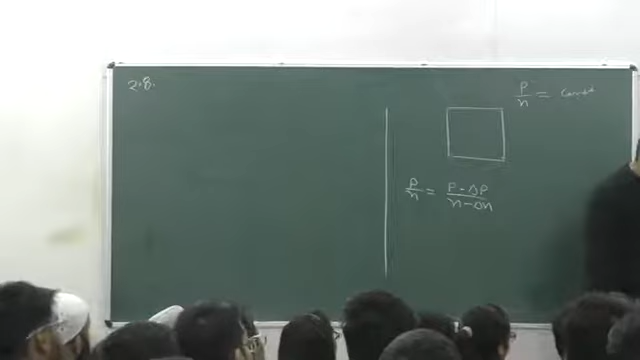 2.8.
P/n = Const
P/n = P-ΔP/n-Δn